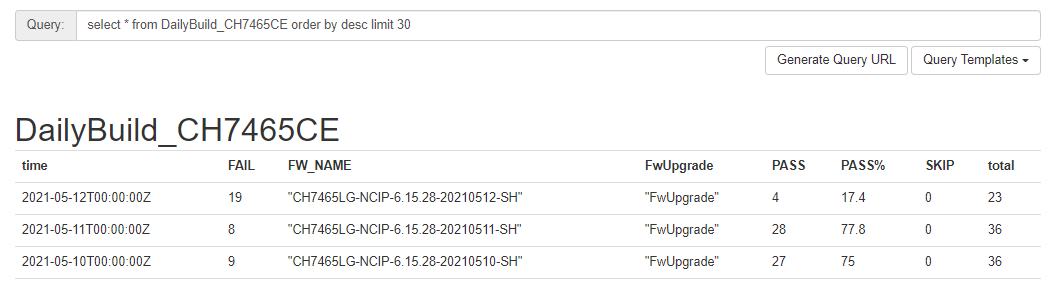 Query: select * from DailyBuild_CH7465CE order by desc limit 30
Generate Query URL Query Templates
DailyBuild_CH7465CE
time FAIL FW_NAME FwUpgrade PASS PASS% SKIP total
2021-05-12T00:00:00Z 19 "CH7465LG-NCIP-6.15.28-20210512-SH" "FwUpgrade" 4 17.4 0 23
2021-05-11T00:00:00Z 8 "CH7465LG-NCIP-6.15.28-20210511-SH" "FwUpgrade" 28 77.8 0 36
2021-05-10T00:00:00Z 9 "CH7465LG-NCIP-6.15.28-20210510-SH" "FwUpgrade" 27 75 0 36